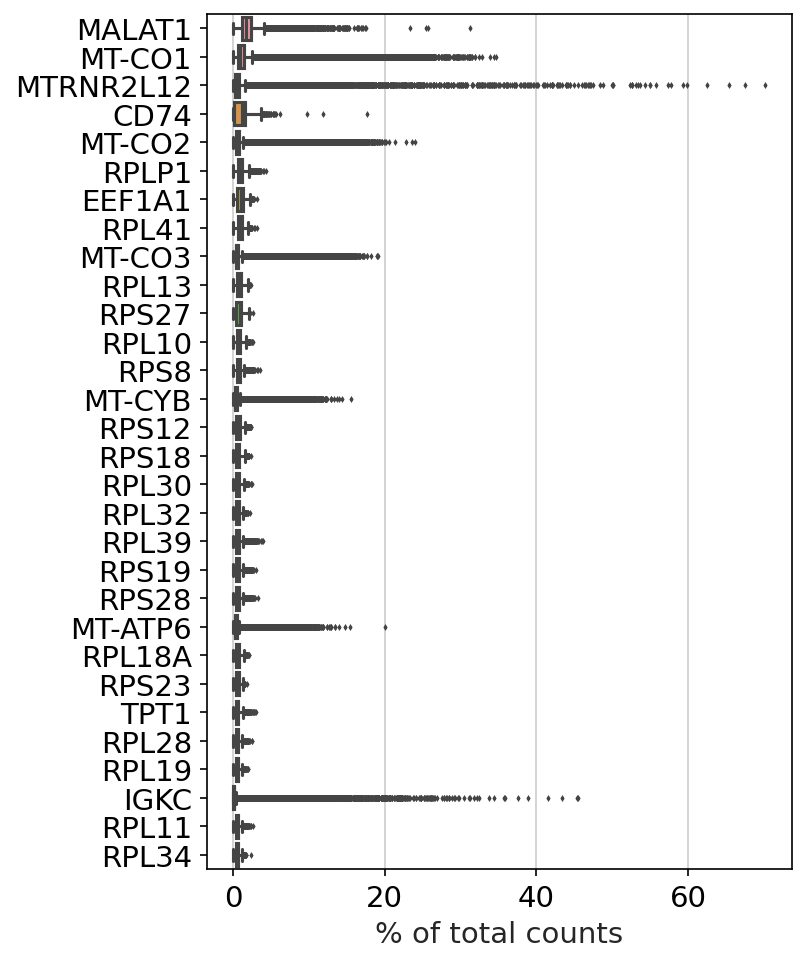 MALAT1
MT-CO1
MTRNR2L12
CD74
MT-CO2
RPLP1
EEF1A1
RPL41
MT-CO3
RPL13
RPS27
RPL10
RPS8
MT-CYB
RPS12
RPS18
RPL30
RPL32
RPL39
RPS19
RPS28
MT-ATP6
RPL18A
RPS23
TPT1
RPL28
RPL19
IGKC
RPL11
RPL34
0 20 40 60
% of total counts